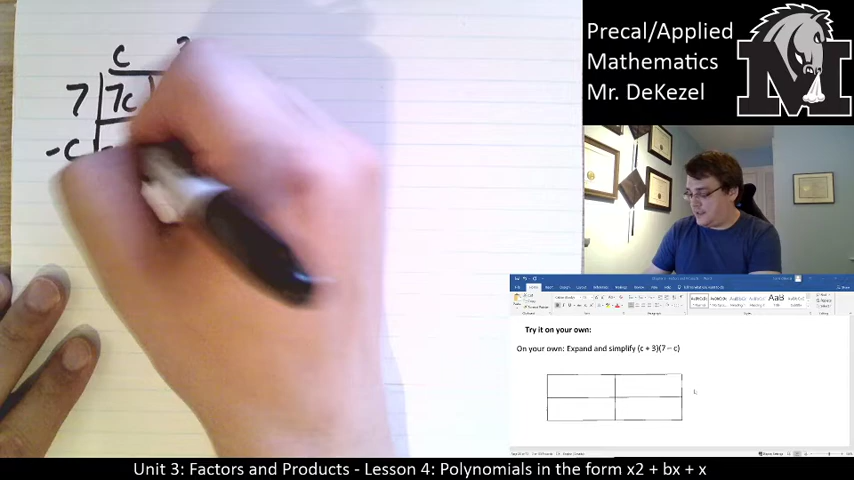 Precal/Applied
Mathematics
Mr. DeKezel
M
c
7 7c
-c
Try it on your own:
On your own: Expand and simplify (c + 3)(7 – c)
Unit 3: Factors and Products - Lesson 4: Polynomials in the form x2 + bx + x